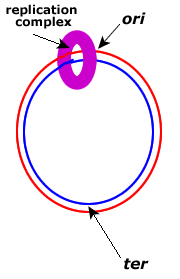 replication
complex
ori
ter